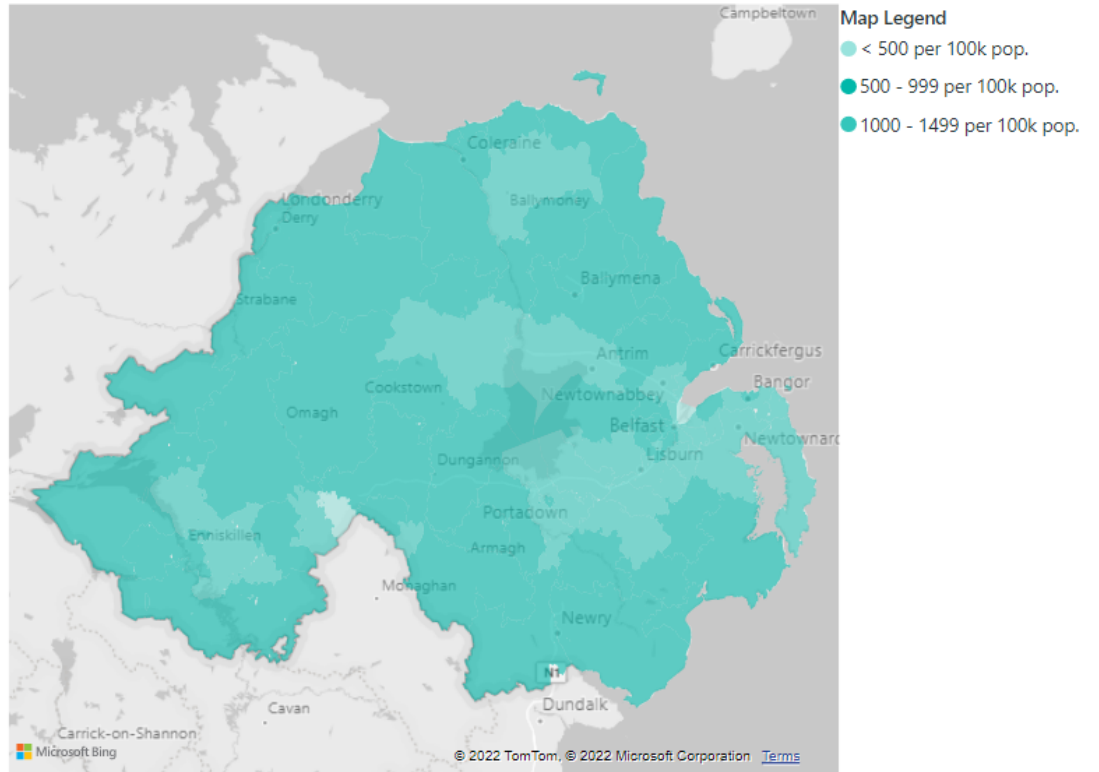 Campbeltown
Map Legend
< 500 per 100k pop.
500 - 999 per 100k pop.
1000 - 1499 per 100k pop.
Coleraine
Londonderry
Derry
Ballymoney
Ballymena
Strabane
Carrickfergus
Antrim
Bangor
Cookstown
Newtownabbey
Omagh
Belfast
Newtownard
Lisburn
Dungannon
Portadown
Enniskillen
Armagh
Monaghan
Newry
N1
Dundalk
Cavan
Carrick-on-Shannon
Microsoft Bing
© 2022 TomTom, © 2022 Microsoft Corporation Terms